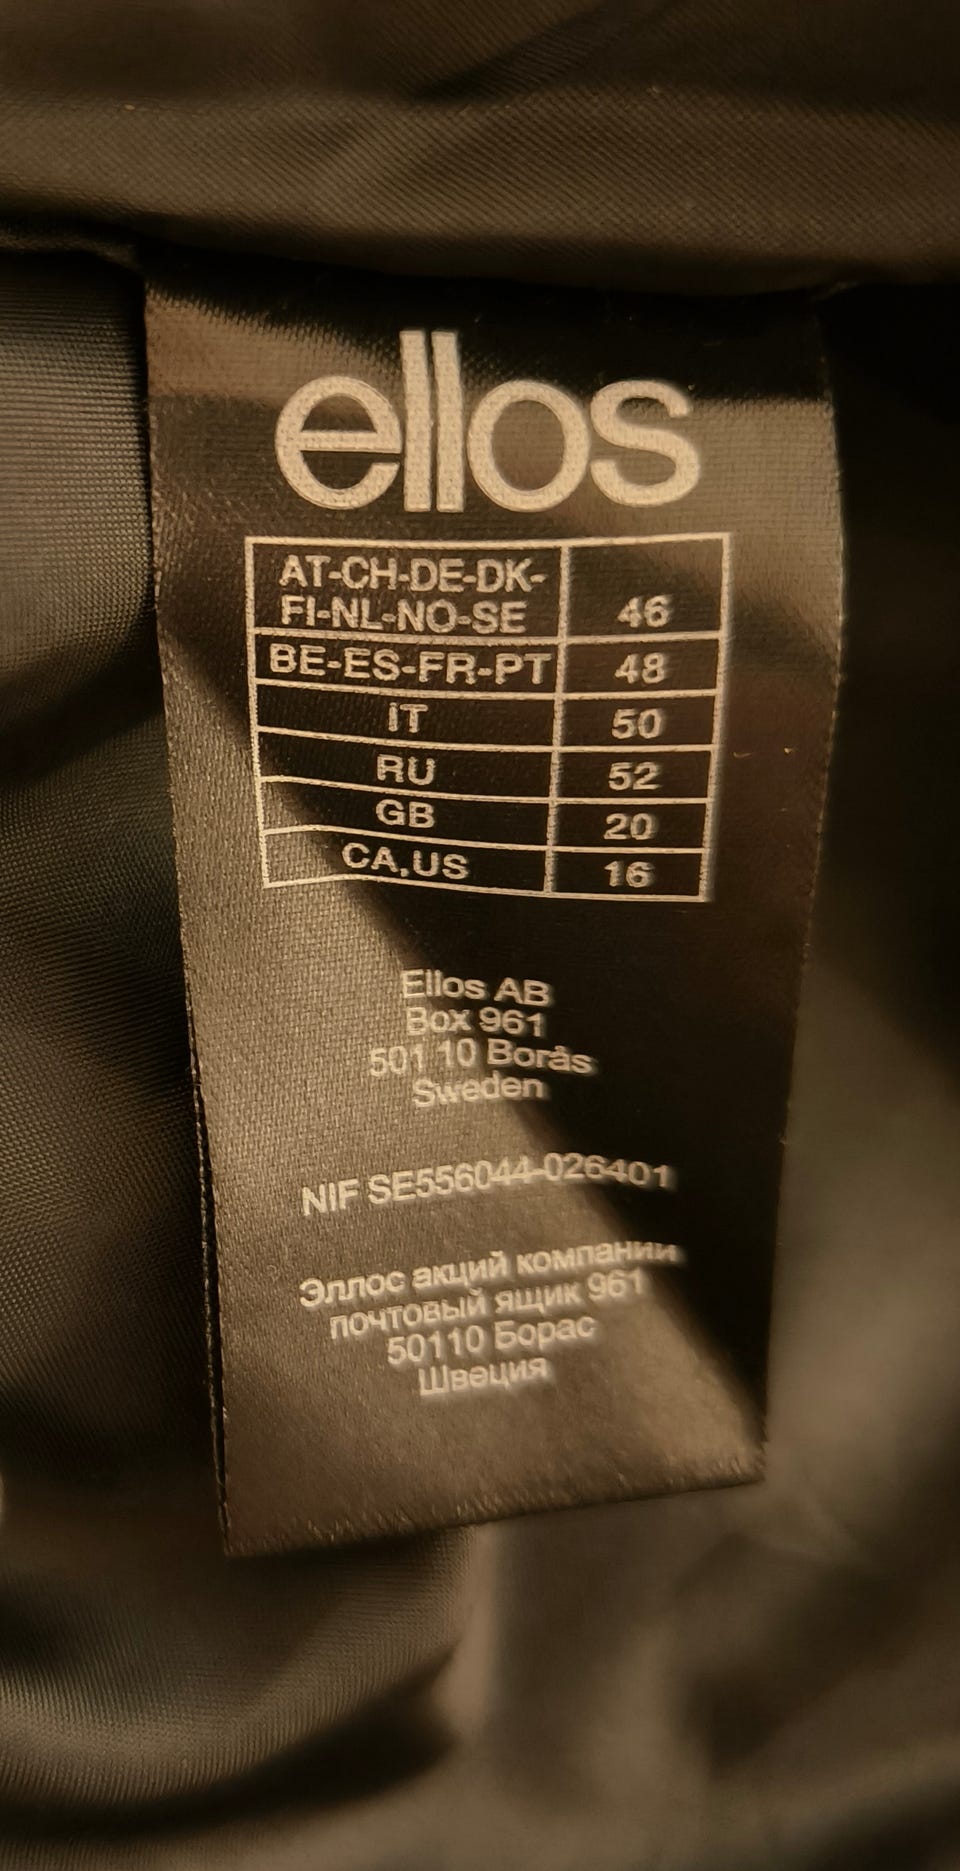 ellos
AT-CH-DE-DK-
FI-NL-NO-SE 46
BE-ES-FR-PT 48
IT 50
RU 52
GB 20
CA,US 16
Ellos AB
Box 961
501 10 Borås
Sweden
NIF SE556044-026401
Эллос акций компании
почтовый ящик 961
50110 Борас
Швеция